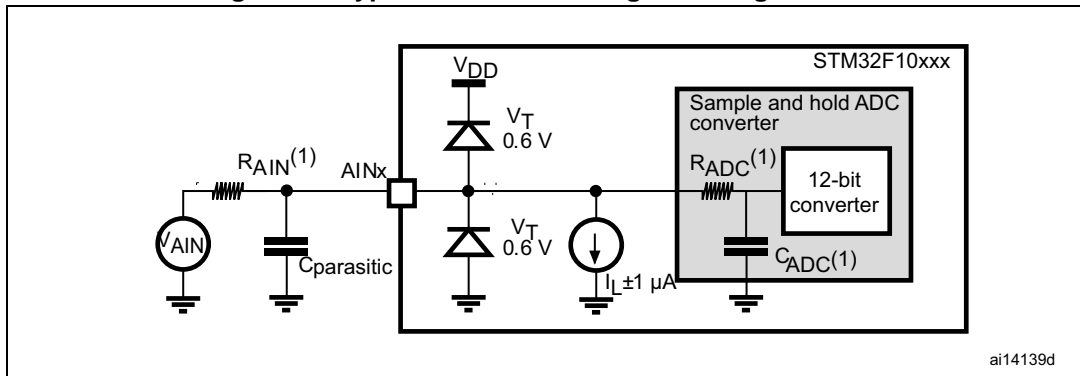 STM32F10xxx
VDD
Sample and hold ADC
converter
VT
0.6 V
RAIN(1)
AINx
RADC(1)
12-bit
converter
VAIN
Cparasitic
VT
0.6 V
IL±1 µA
CADC(1)
ai14139d